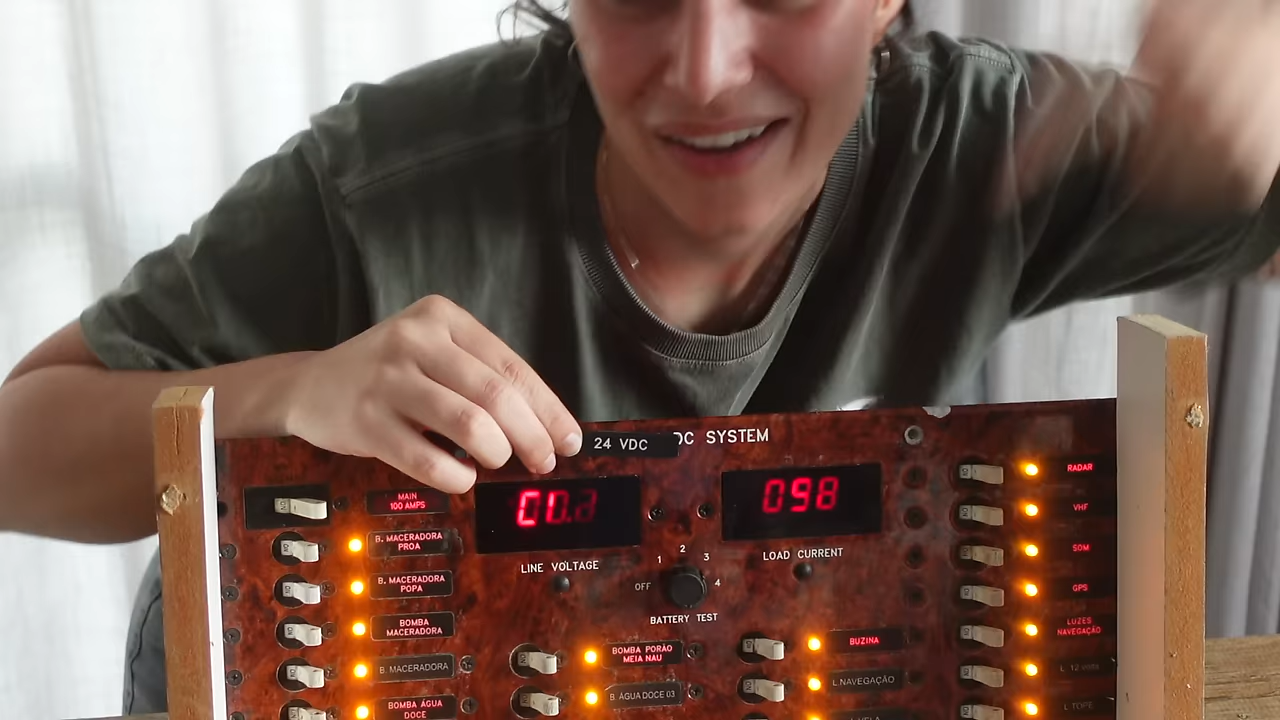 24 VDC
DC SYSTEM
MAIN
100 AMPS
B. MACERADORA
PROA
B. MACERADORA
POPA
BOMBA
MACERADORA
B. MACERADORA
BOMBA ÁGUA
DOCE
098
LINE VOLTAGE
LOAD CURRENT
OFF
1
2
3
4
BATTERY TEST
BOMBA PORÃO
MEIA NAU
B. ÁGUA DOCE 03
BUZINA
L.NAVEGAÇÃO
RADAR
VHF
SOM
GPS
LUZES
NAVEGAÇÃO
L. TOPE